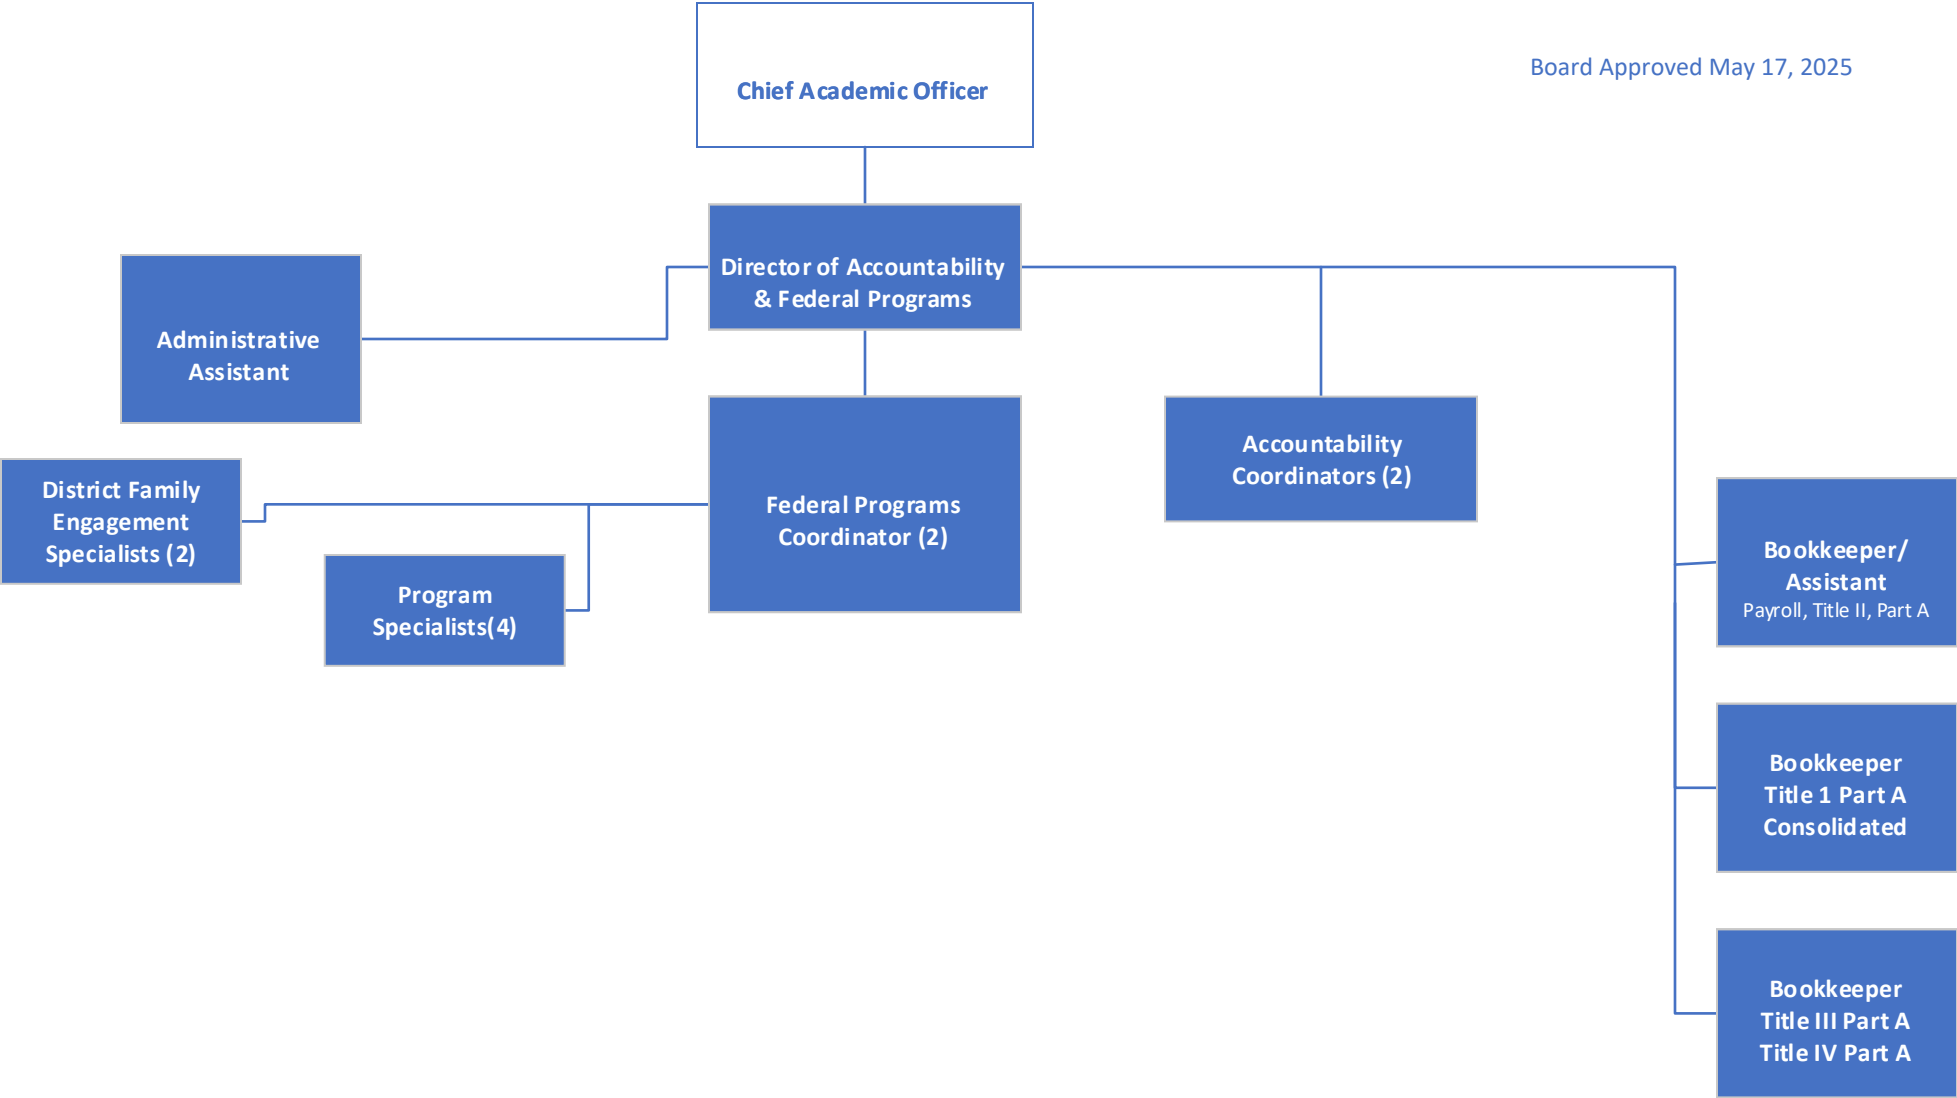 Chief Academic Officer
Board Approved May 17, 2025
Director of Accountability
& Federal Programs
Administrative
Assistant
Federal Programs
Coordinator (2)
Accountability
Coordinators (2)
District Family
Engagement
Specialists (2)
Program
Specialists(4)
Bookkeeper/
Assistant
Payroll, Title II, Part A
Bookkeeper
Title 1 Part A
Consolidated
Bookkeeper
Title III Part A
Title IV Part A